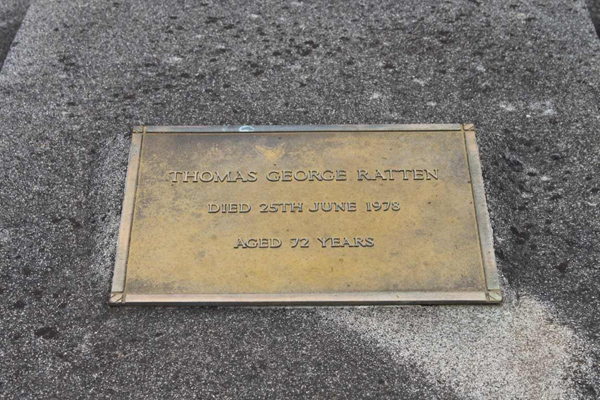 THOMAS GEORGE RATTEN
DIED 25TH JUNE 1978
AGED 72 YEARS